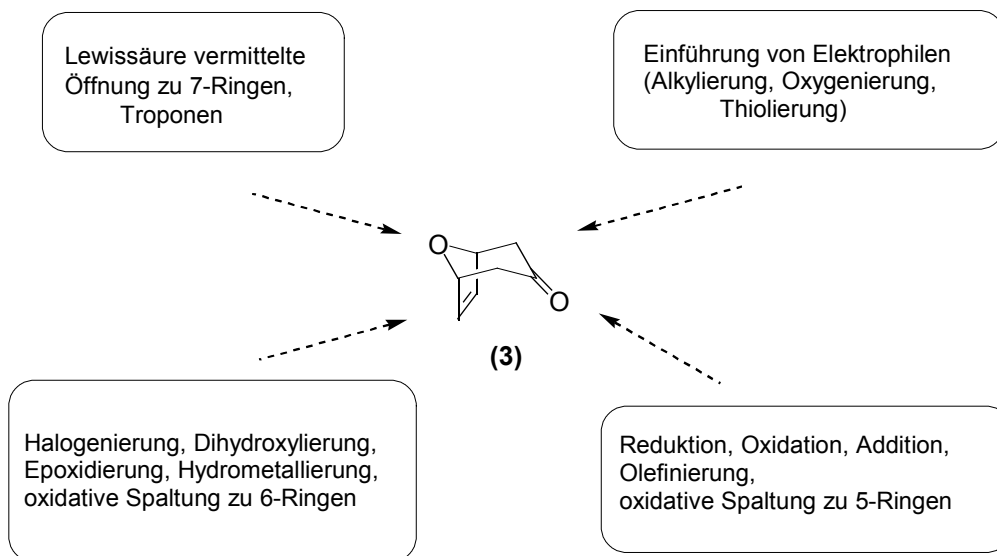 Lewissäure vermittelte
Öffnung zu 7-Ringen,
Troponen
Einführung von Elektrophilen
(Alkylierung, Oxygenierung,
Thiolierung)
O
O
(3)
Halogenierung, Dihydroxylierung,
Epoxidierung, Hydrometallierung,
oxidative Spaltung zu 6-Ringen
Reduktion, Oxidation, Addition,
Olefinierung,
oxidative Spaltung zu 5-Ringen